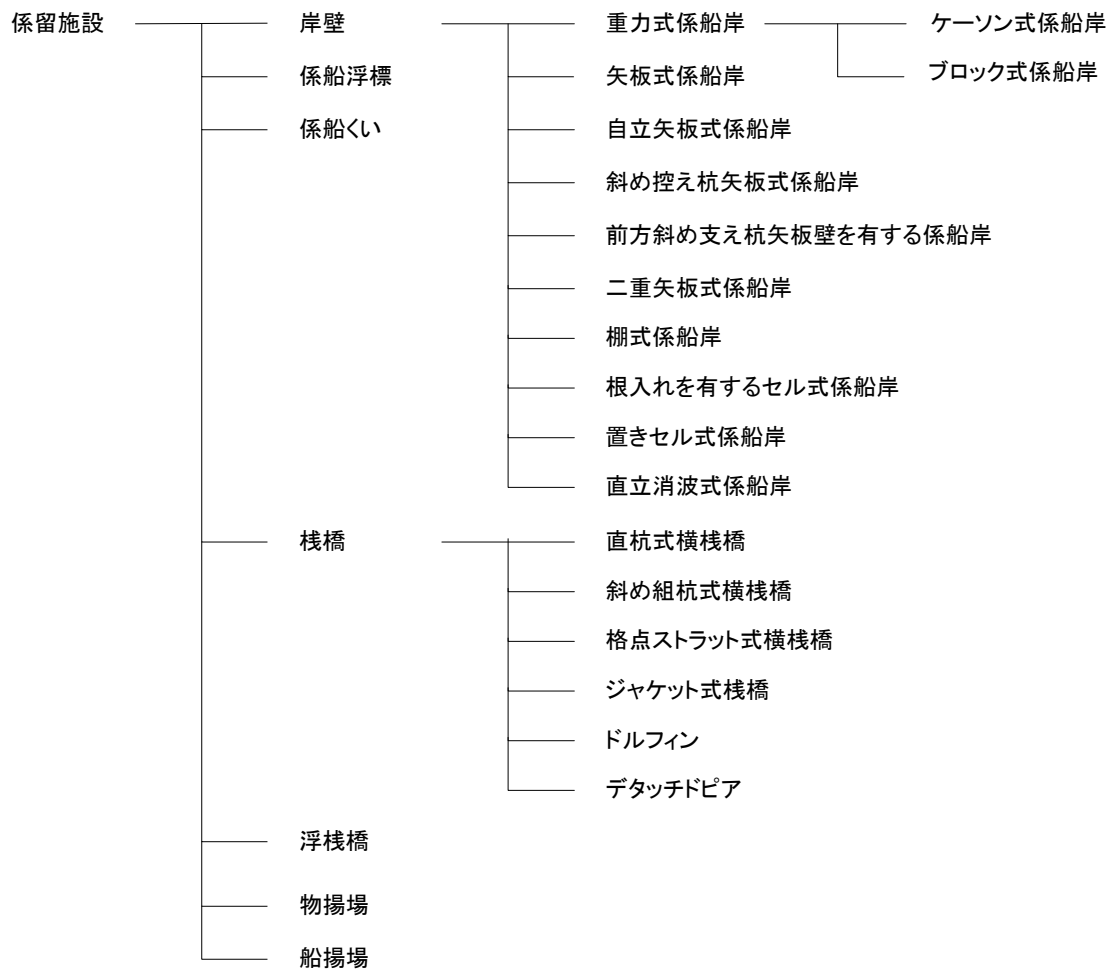 係留施設
岸壁
重力式係船岸
ケーソン式係船岸
ブロック式係船岸
矢板式係船岸
自立矢板式係船岸
斜め控え杭矢板式係船岸
前方斜め支え杭矢板壁を有する係船岸
二重矢板式係船岸
棚式係船岸
根入れを有するセル式係船岸
置きセル式係船岸
直立消波式係船岸
係船浮標
係船くい
桟橋
直杭式横桟橋
斜め組杭式横桟橋
格点ストラット式横桟橋
ジャケット式桟橋
ドルフィン
デタッチドピア
浮桟橋
物揚場
船揚場